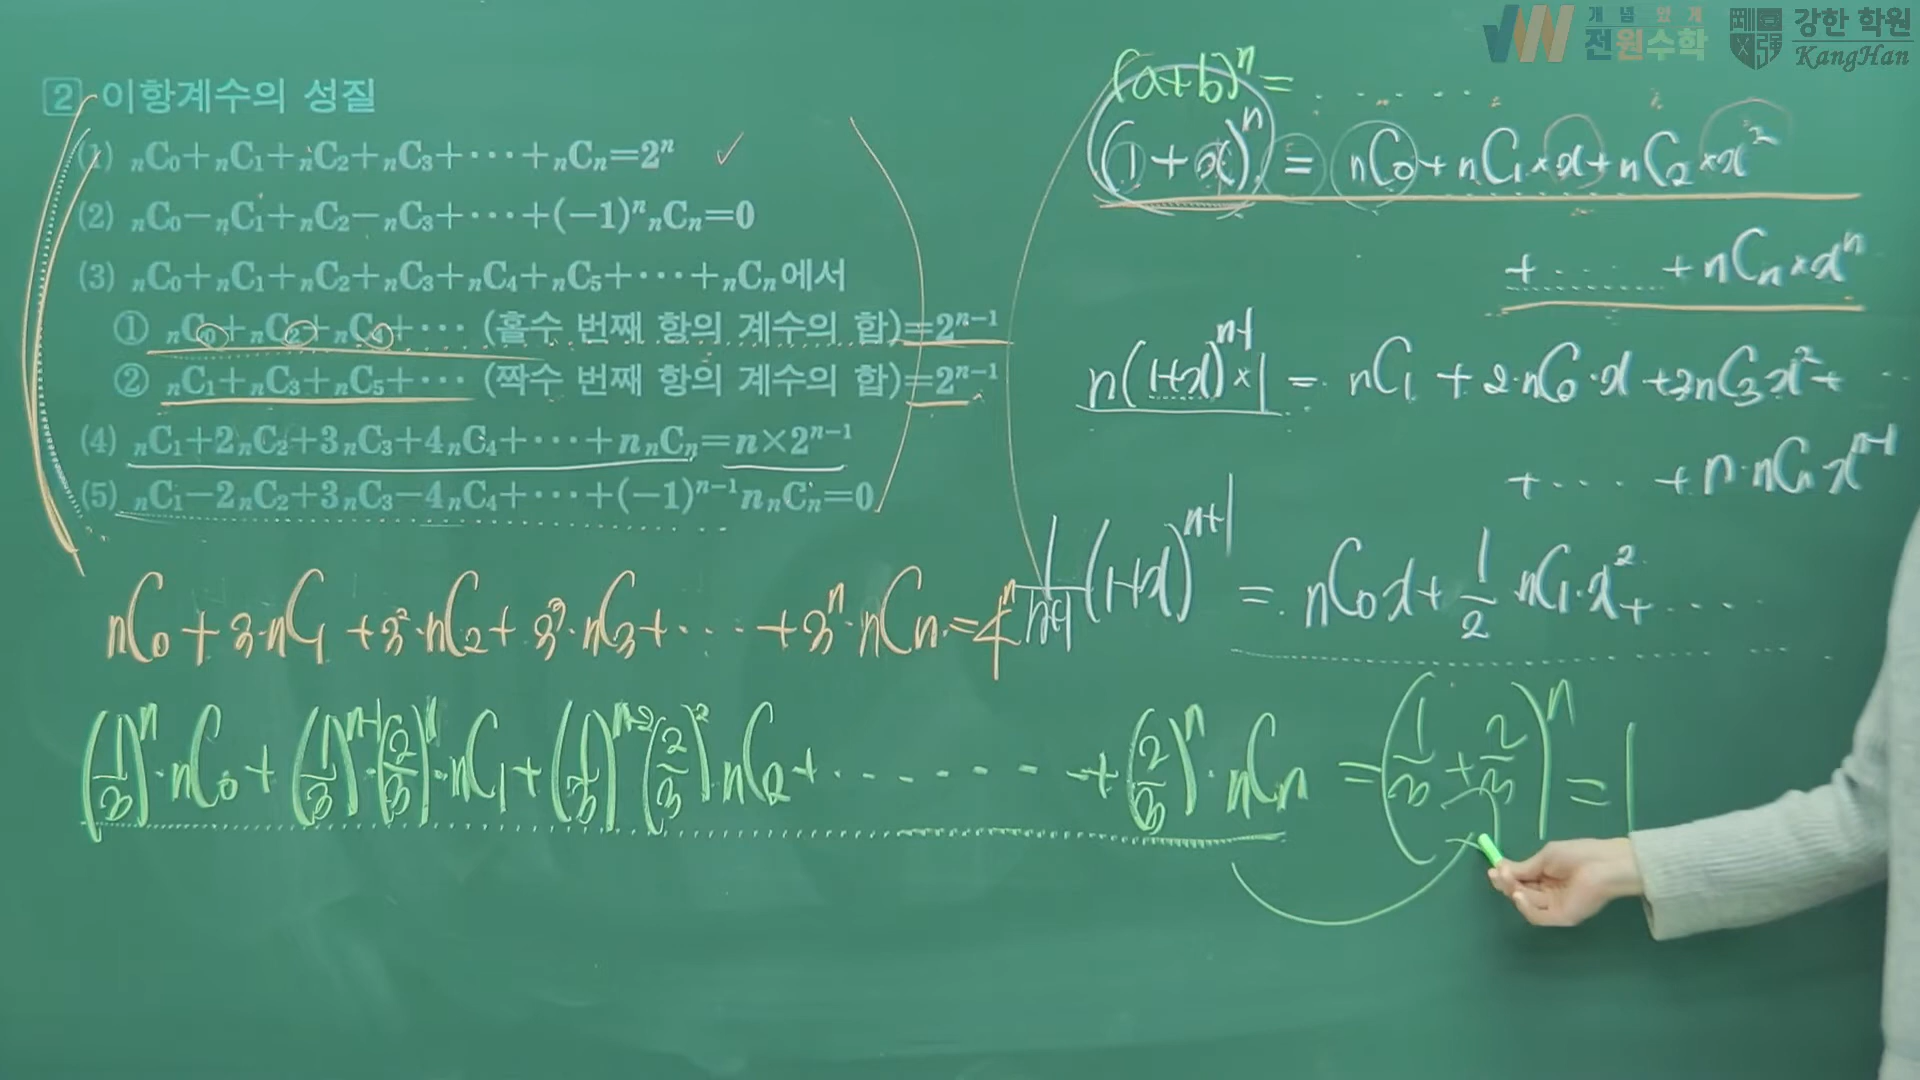 개념있게
전원수학
강한 학원
KangHan
2 이항계수의 성질
(1) ₙC₀+ₙC₁+ₙC₂+ₙC₃+⋯+ₙCₙ=2ⁿ
(2) ₙC₀-ₙC₁+ₙC₂-ₙC₃+⋯+(-1)ⁿₙCₙ=0
(3) ₙC₀+ₙC₁+ₙC₂+ₙC₃+ₙC₄+ₙC₅+⋯+ₙCₙ에서
① ₙC₀+ₙC₂+ₙC₄+⋯ (홀수 번째 항의 계수의 합)=2ⁿ⁻¹
② ₙC₁+ₙC₃+ₙC₅+⋯ (짝수 번째 항의 계수의 합)=2ⁿ⁻¹
(4) ₙC₁+2ₙC₂+3ₙC₃+4ₙC₄+⋯+nₙCₙ=n×2ⁿ⁻¹
(5) ₙC₁-2ₙC₂+3ₙC₃-4ₙC₄+⋯+(-1)ⁿ⁻¹nₙCₙ=0
(a+b)ⁿ= ⋯⋯
(1+x)ⁿ = nC₀+nC₁×x+nC₂×x²
+⋯⋯+nCn×xⁿ
n(1+x)ⁿ⁻¹×1 = nC₁+2·nC₂·x+3nC₃x²+⋯
+⋯⋯+n·nCn xⁿ⁻¹
1/(n+1) (1+x)ⁿ⁺¹ = nC₀x+1/2 nC₁·x²+⋯⋯
nC₀+3·nC₁+3²·nC₂+3³·nC₃+⋯⋯+3ⁿ·nCn=4ⁿ
(1/3)ⁿ·nC₀+(1/3)ⁿ⁻¹·(2/3)¹·nC₁+(1/3)ⁿ⁻²(2/3)²·nC₂+⋯⋯+(2/3)ⁿ·nCn=(1/3+2/3)ⁿ=1